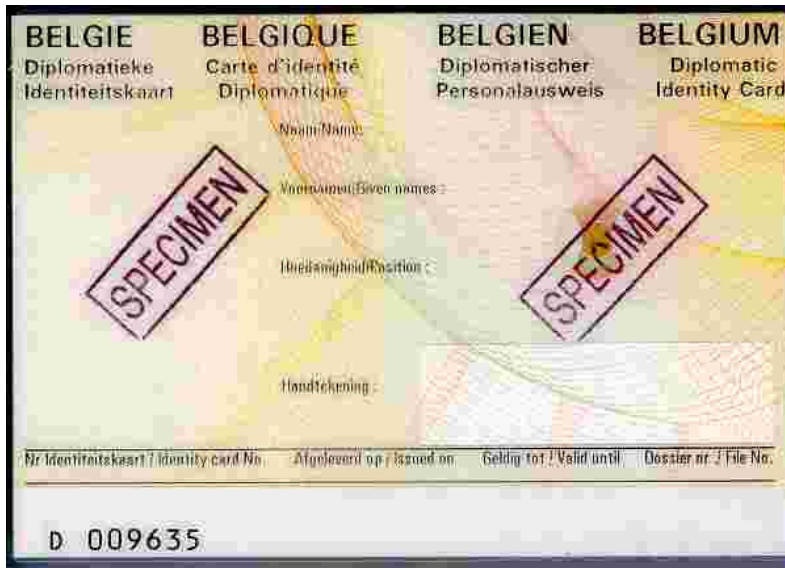 BELGIE BELGIQUE BELGIEN BELGIUM
Diplomatieke Carte d'identité Diplomatischer Diplomatic
Identiteitskaart Diplomatique Personalausweis Identity Card
Naam/Name:
Voornamen/Given names :
SPECIMEN
SPECIMEN
Hoedanigheid/Position :
Handtekening :
Nr Identiteitskaart / Identity card No. Afgeleverd op / Issued on Geldig tot / Valid until Dossier nr. / File No.
D 009635